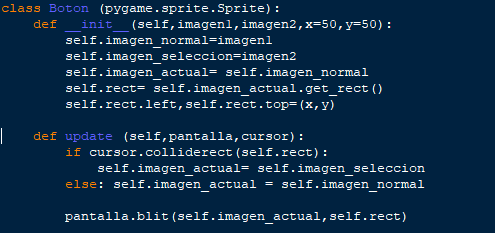 class Boton (pygame.sprite.Sprite):
    def __init__(self,imagen1,imagen2,x=50,y=50):
        self.imagen_normal=imagen1
        self.imagen_seleccion=imagen2
        self.imagen_actual= self.imagen_normal
        self.rect= self.imagen_actual.get_rect()
        self.rect.left,self.rect.top=(x,y)

    def update (self,pantalla,cursor):
        if cursor.colliderect(self.rect):
            self.imagen_actual= self.imagen_seleccion
        else: self.imagen_actual = self.imagen_normal

        pantalla.blit(self.imagen_actual,self.rect)